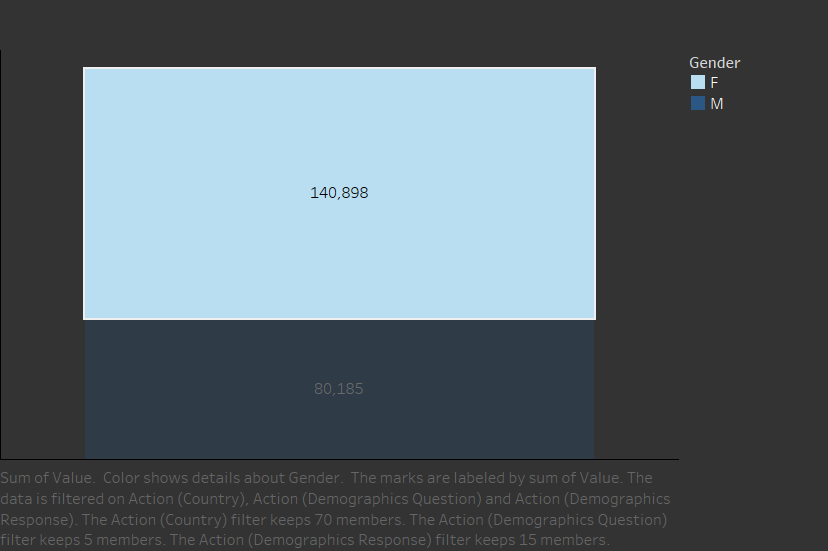 Gender
F
M
140,898
80,185
Sum of Value.  Color shows details about Gender.  The marks are labeled by sum of Value. The
data is filtered on Action (Country), Action (Demographics Question) and Action (Demographics
Response). The Action (Country) filter keeps 70 members. The Action (Demographics Question)
filter keeps 5 members. The Action (Demographics Response) filter keeps 15 members.